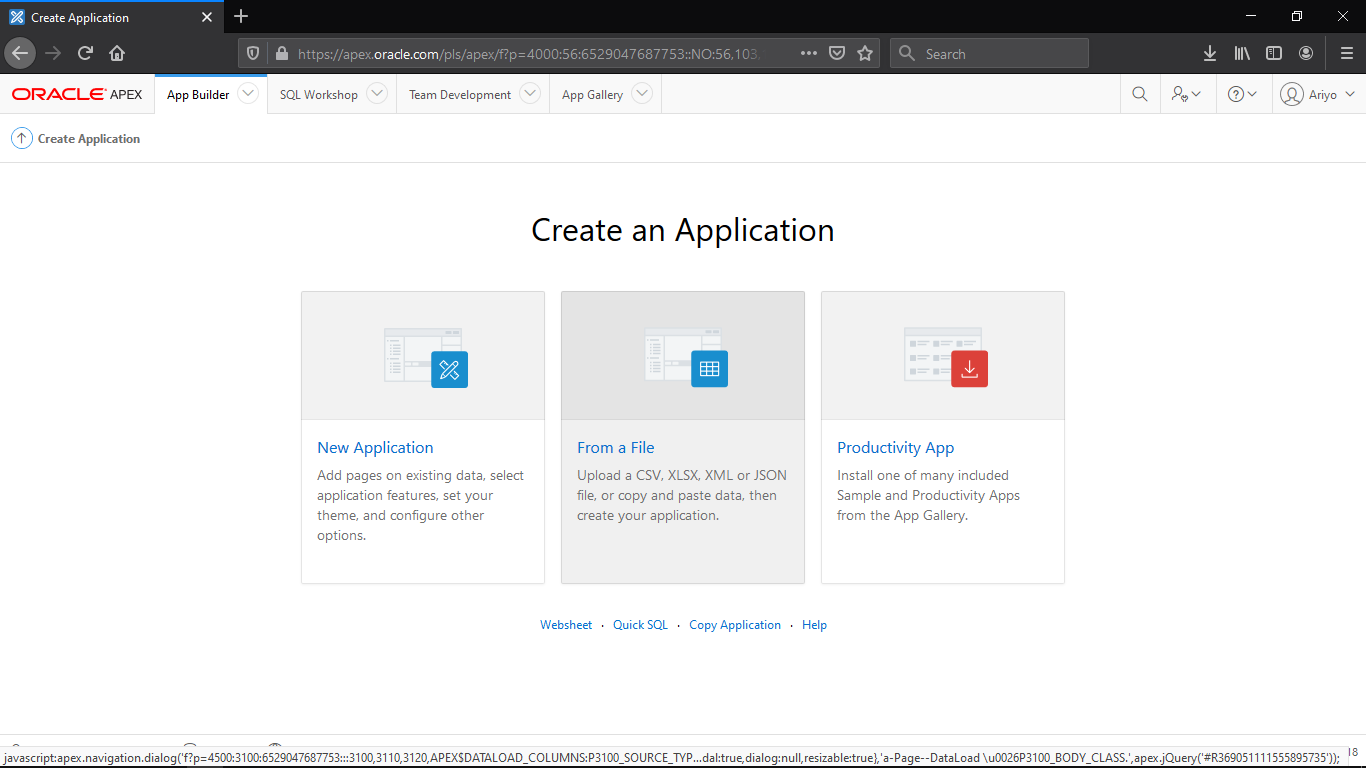 Create Application
https://apex.oracle.com/pls/apex/f?p=4000:56:6529047687753::NO:56,103,
Search
ORACLE APEX
App Builder
SQL Workshop
Team Development
App Gallery
Ariyo
Create Application
Create an Application
New Application
Add pages on existing data, select
application features, set your
theme, and configure other
options.
From a File
Upload a CSV, XLSX, XML or JSON
file, or copy and paste data, then
create your application.
Productivity App
Install one of many included
Sample and Productivity Apps
from the App Gallery.
Websheet · Quick SQL · Copy Application · Help
javascript:apex.navigation.dialog('f?p=4500:3100:6529047687753:::3100,3110,3120,APEX$DATALOAD_COLUMNS:P3100_SOURCE_TYP...dal:true,dialog:null,resizable:true},'a-Page--DataLoad \u0026P3100_BODY_CLASS.',apex.jQuery('#R369051111555895735'));
18